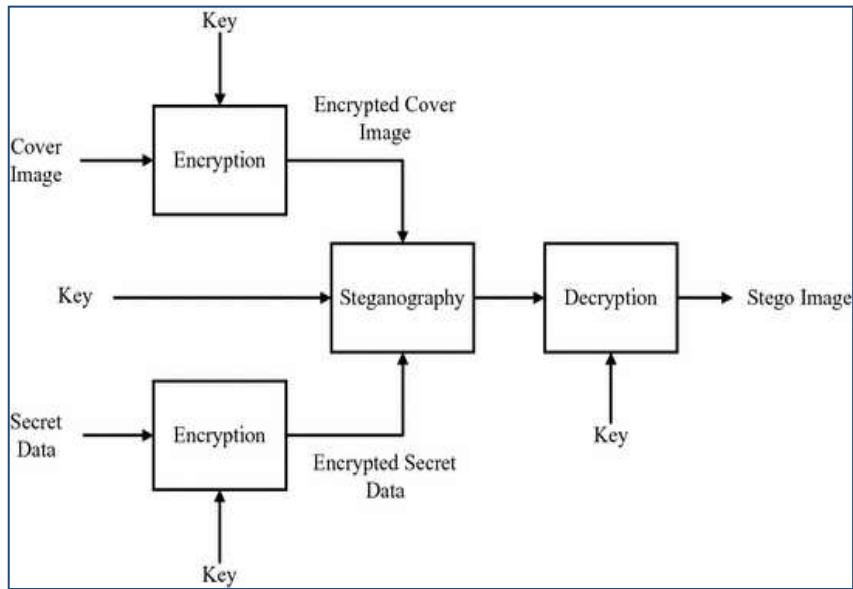 Key
Encrypted Cover
Image
Cover
Image
Encryption
Key
Steganography
Decryption
Stego Image
Secret
Data
Encryption
Key
Encrypted Secret
Data
Key